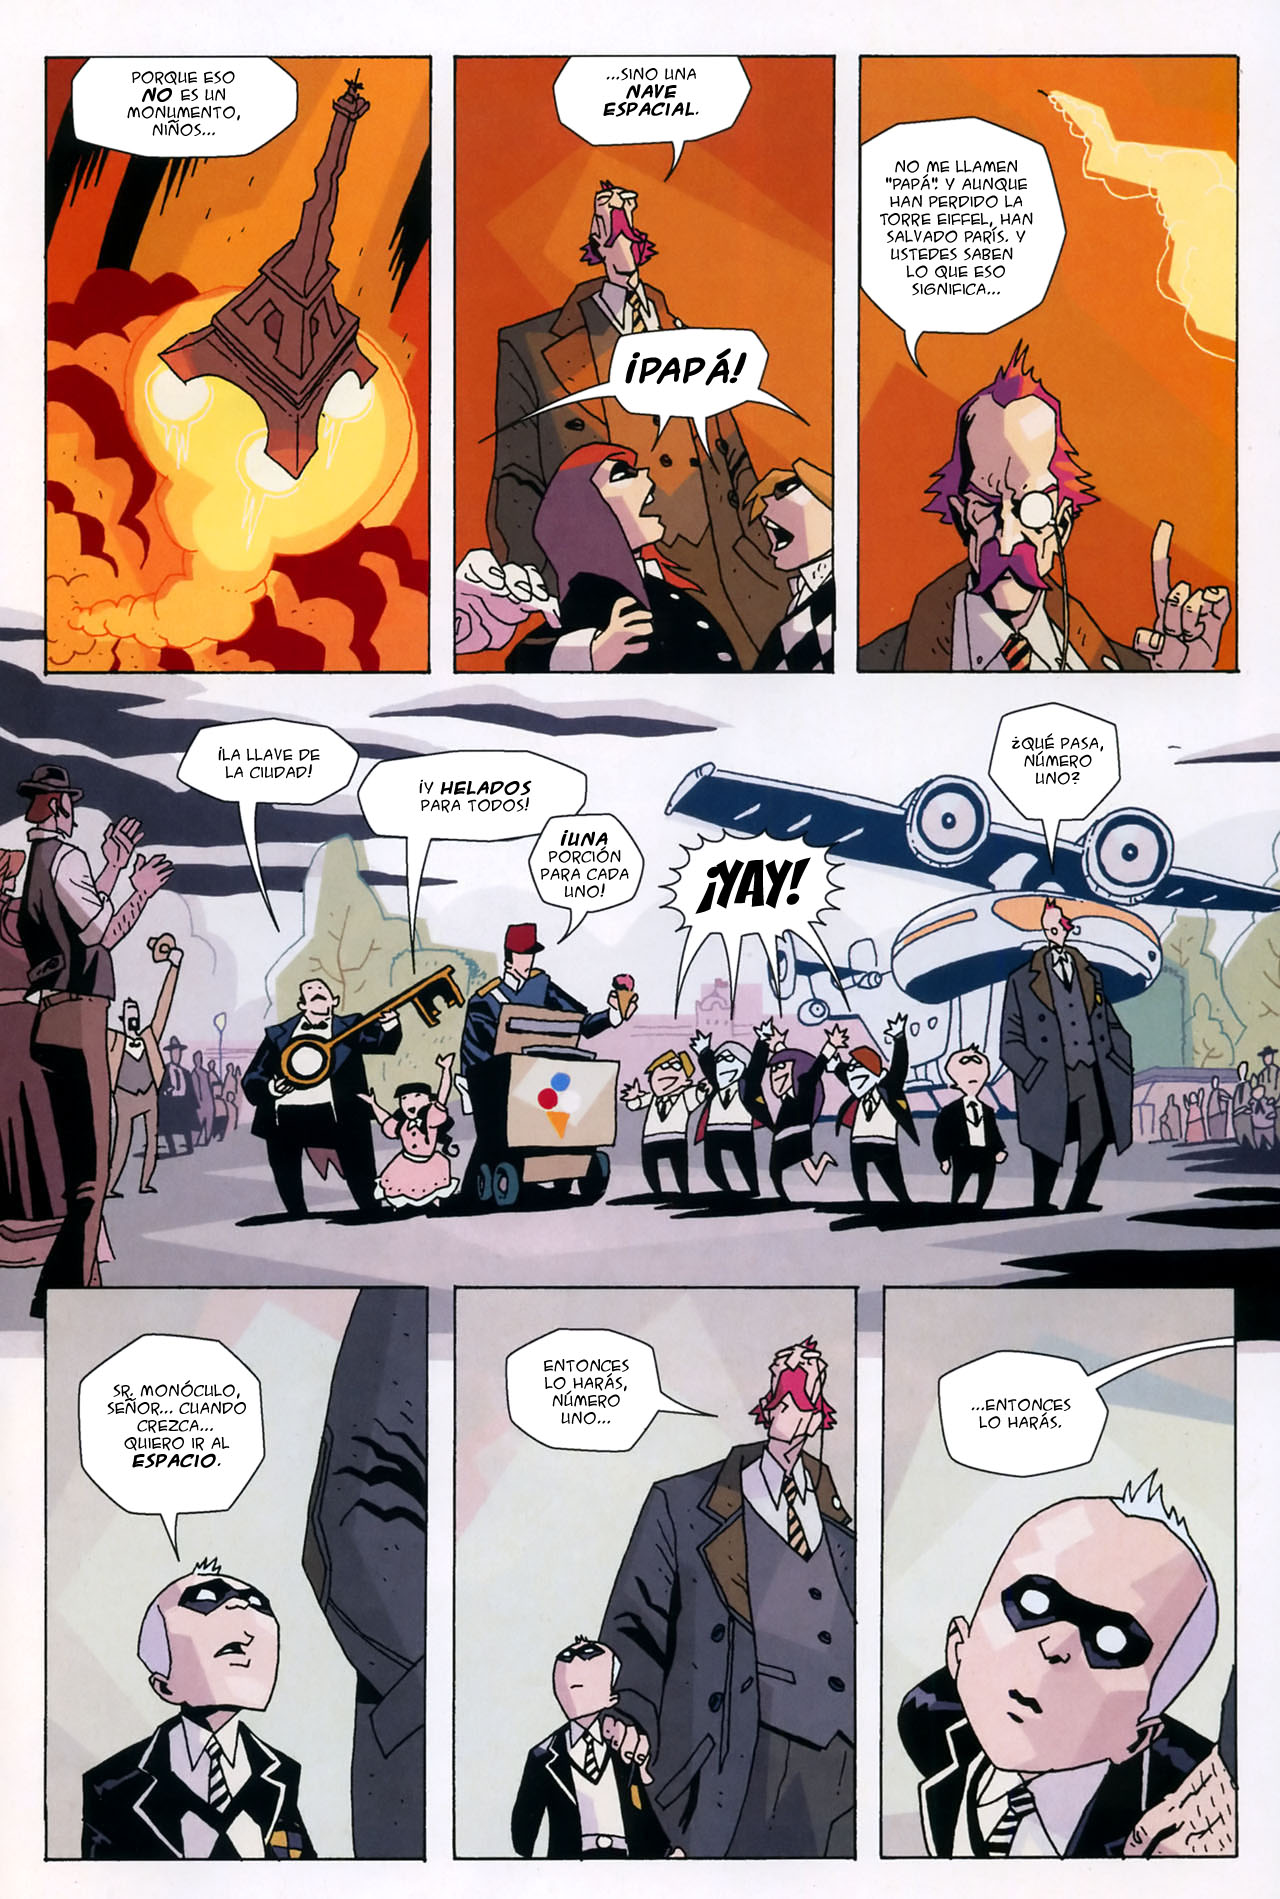 PORQUE ESO
NO ES UN
MONUMENTO,
NIÑOS...
...SINO UNA
NAVE
ESPACIAL.
¡PAPÁ!
NO ME LLAMEN
"PAPÁ". Y AUNQUE
HAN PERDIDO LA
TORRE EIFFEL, HAN
SALVADO PARÍS. Y
USTEDES SABEN
LO QUE ESO
SIGNIFICA...
¡LA LLAVE DE
LA CIUDAD!
¡Y HELADOS
PARA TODOS!
¡UNA
PORCIÓN
PARA CADA
UNO!
¡YAY!
¿QUÉ PASA,
NÚMERO
UNO?
SR. MONÓCULO,
SEÑOR... CUANDO
CREZCA...
QUIERO IR AL
ESPACIO.
ENTONCES
LO HARÁS,
NÚMERO
UNO...
...ENTONCES
LO HARÁS.